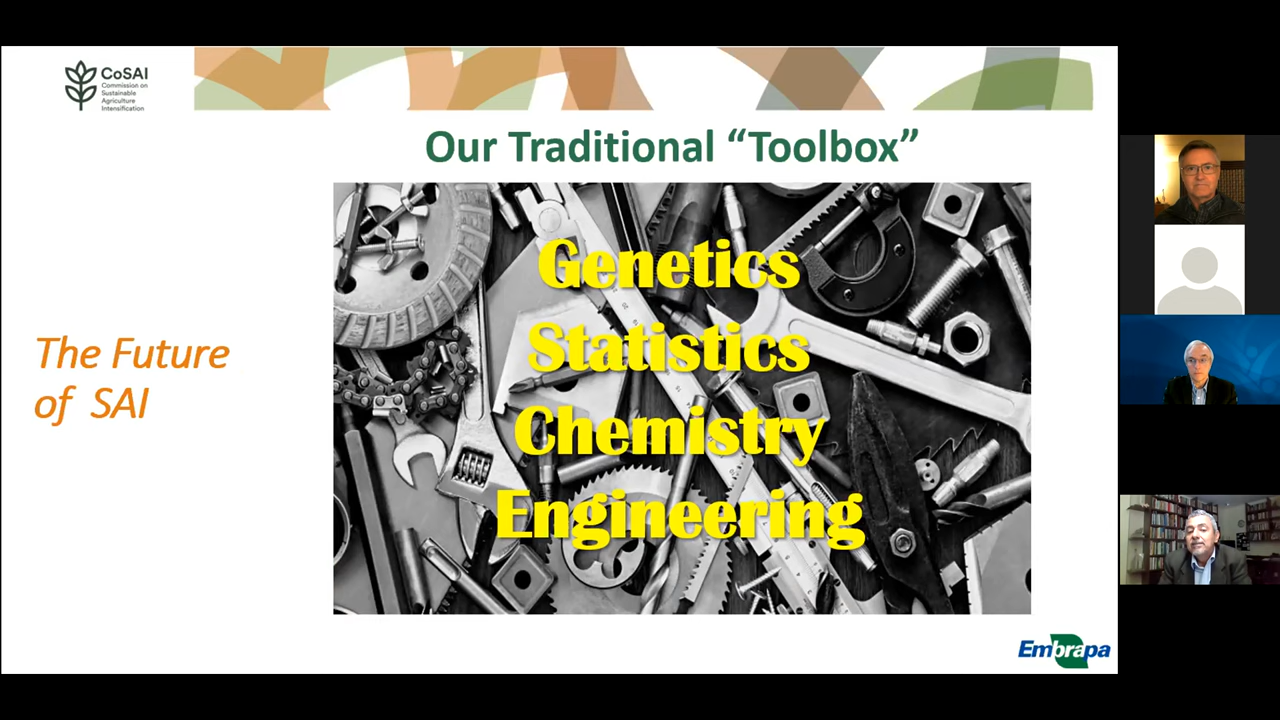 CoSAI
Commission on
Sustainable
Agriculture
Intensification
Our Traditional “Toolbox”
Genetics
Statistics
Chemistry
Engineering
The Future
of SAI
Embrapa